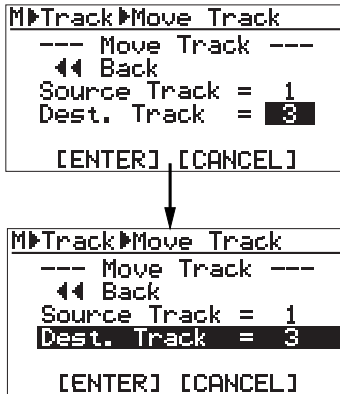 M▶Track▶Move Track
--- Move Track ---
◀◀ Back
Source Track = 1
Dest. Track = 3
[ENTER] [CANCEL]
M▶Track▶Move Track
--- Move Track ---
◀◀ Back
Source Track = 1
Dest. Track = 3
[ENTER] [CANCEL]